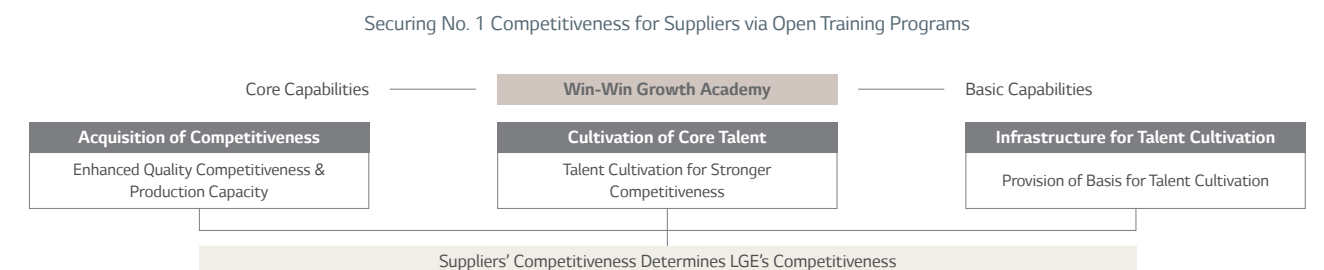 Securing No. 1 Competitiveness for Suppliers via Open Training Programs
Core Capabilities
Win-Win Growth Academy
Basic Capabilities
Acquisition of Competitiveness
Enhanced Quality Competitiveness &
Production Capacity
Cultivation of Core Talent
Talent Cultivation for Stronger
Competitiveness
Infrastructure for Talent Cultivation
Provision of Basis for Talent Cultivation
Suppliers’ Competitiveness Determines LGE’s Competitiveness